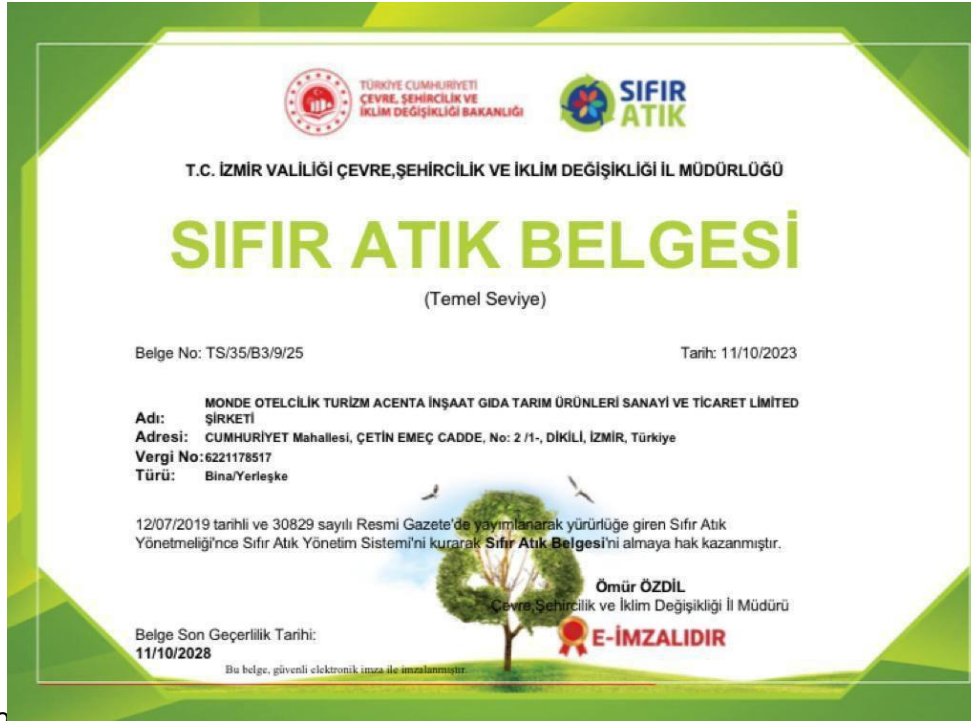 TÜRKİYE CUMHURİYETİ
ÇEVRE, ŞEHİRCİLİK VE
İKLİM DEĞİŞİKLİĞİ BAKANLIĞI
SIFIR
ATIK
T.C. İZMİR VALİLİĞİ ÇEVRE,ŞEHİRCİLİK VE İKLİM DEĞİŞİKLİĞİ İL MÜDÜRLÜĞÜ
SIFIR ATIK BELGESİ
(Temel Seviye)
Belge No: TS/35/B3/9/25 Tarih: 11/10/2023
MONDE OTELCİLİK TURİZM ACENTA İNŞAAT GIDA TARIM ÜRÜNLERİ SANAYİ VE TİCARET LİMİTED
Adı: ŞİRKETİ
Adresi: CUMHURİYET Mahallesi, ÇETİN EMEÇ CADDE, No: 2 /1-, DİKİLİ, İZMİR, Türkiye
Vergi No: 6221178517
Türü: Bina/Yerleşke
12/07/2019 tarihli ve 30829 sayılı Resmi Gazete'de yayımlanarak yürürlüğe giren Sıfır Atık
Yönetmeliği'nce Sıfır Atık Yönetim Sistemi'ni kurarak Sıfır Atık Belgesi'ni almaya hak kazanmıştır.
Ömür ÖZDİL
Çevre,Şehircilik ve İklim Değişikliği İl Müdürü
E-İMZALIDIR
Belge Son Geçerlilik Tarihi:
11/10/2028
Bu belge, güvenli elektronik imza ile imzalanmıştır.